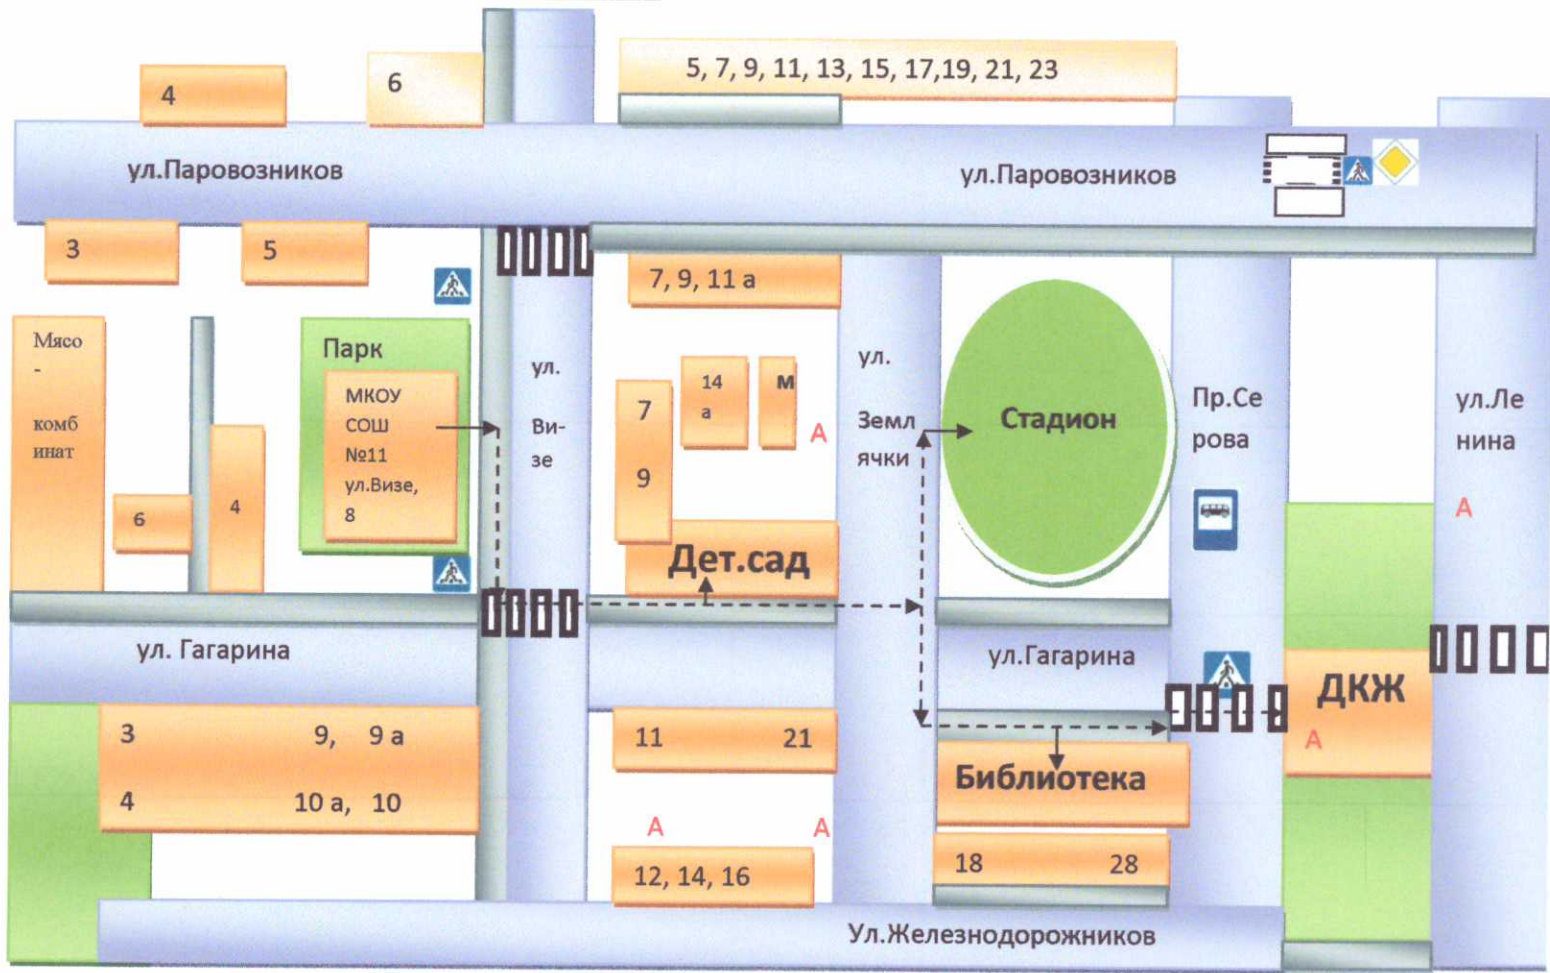 4
6
5, 7, 9, 11, 13, 15, 17,19, 21, 23
ул.Паровозников
ул.Паровозников
3
5
7, 9, 11 а
Мясо
-
комб
инат
6
4
Парк
МКОУ
СОШ
№11
ул.Визе,
8
ул.
Ви-
зе
7
9
14
а
м
А
Дет.сад
ул.
Земл
ячки
Стадион
Пр.Се
рова
ул.Ле
нина
А
ул. Гагарина
ул.Гагарина
ДКЖ
А
3 9, 9 а
4 10 а, 10
11 21
Библиотека
А А
12, 14, 16
18 28
Ул.Железнодорожников